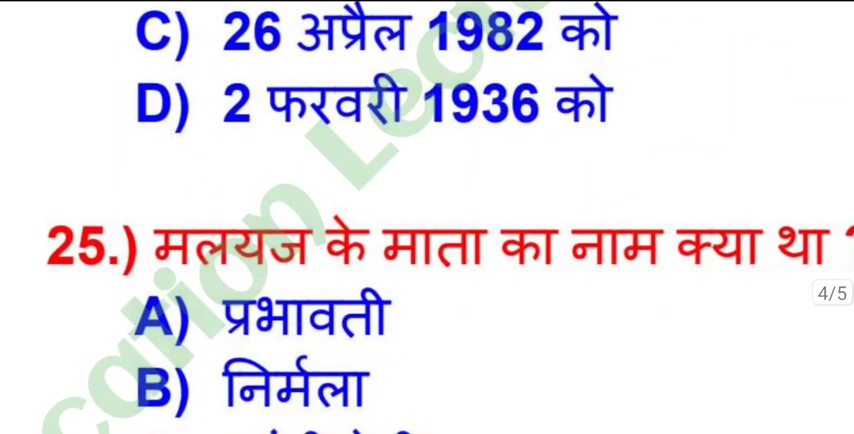 C) 26 अप्रैल 1982 को
D) 2 फरवरी 1936 को
25.) मलयज के माता का नाम क्या था
4/5
A) प्रभावती
B) निर्मला